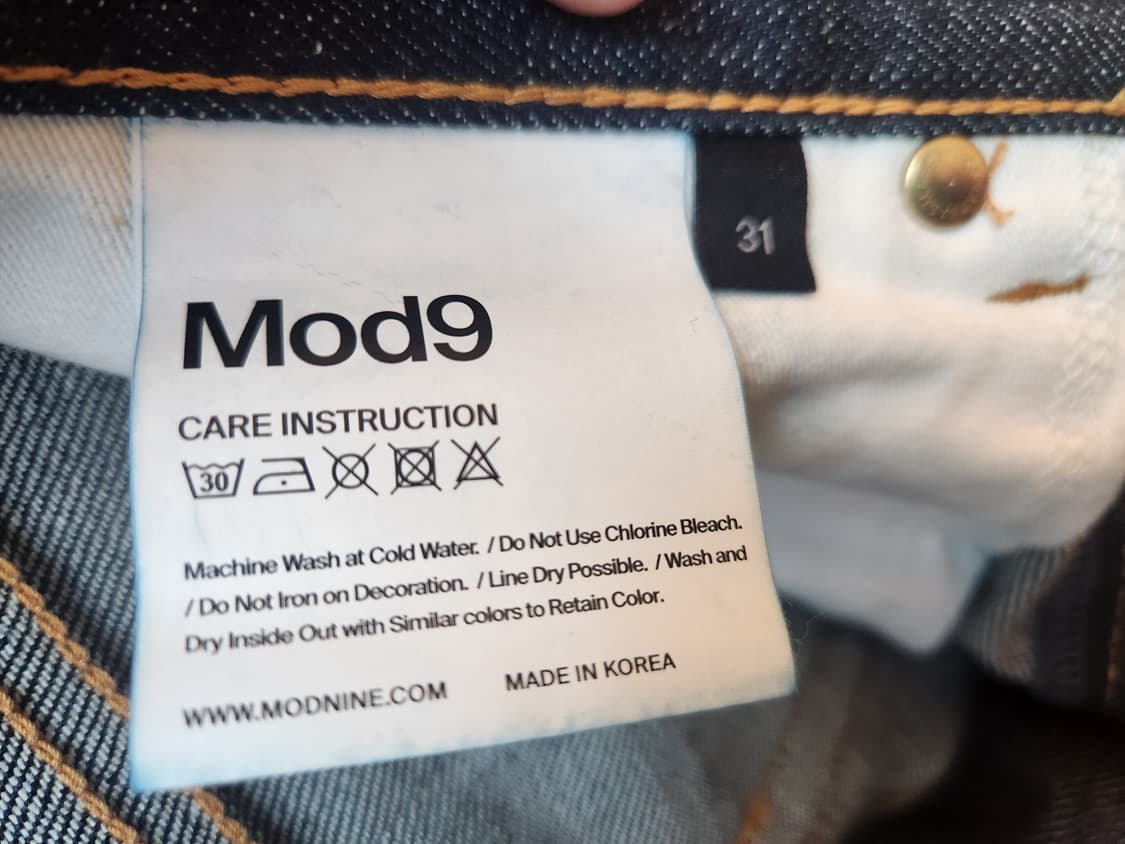 31
Mod9
CARE INSTRUCTION
30
Machine Wash at Cold Water. / Do Not Use Chlorine Bleach.
/ Do Not Iron on Decoration. / Line Dry Possible. / Wash and
Dry Inside Out with Similar colors to Retain Color.
WWW.MODNINE.COM MADE IN KOREA